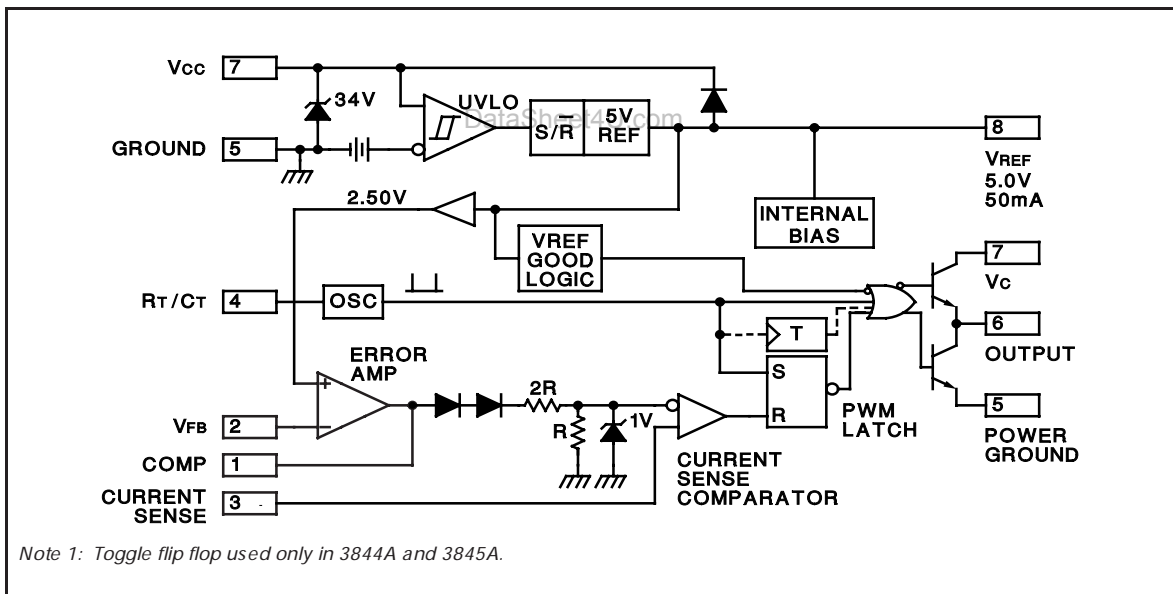 VCC 7
34V
UVLO
DataSheet4U.com
S/R̅
5V
REF
8
VREF
5.0V
50mA
GROUND 5
2.50V
INTERNAL
BIAS
VREF
GOOD
LOGIC
7
VC
RT/CT 4
OSC
T
6
OUTPUT
ERROR
AMP
+
−
2R
R
1V
S
R
PWM
LATCH
5
POWER
GROUND
VFB 2
COMP 1
CURRENT
SENSE
3
CURRENT
SENSE
COMPARATOR
Note 1: Toggle flip flop used only in 3844A and 3845A.